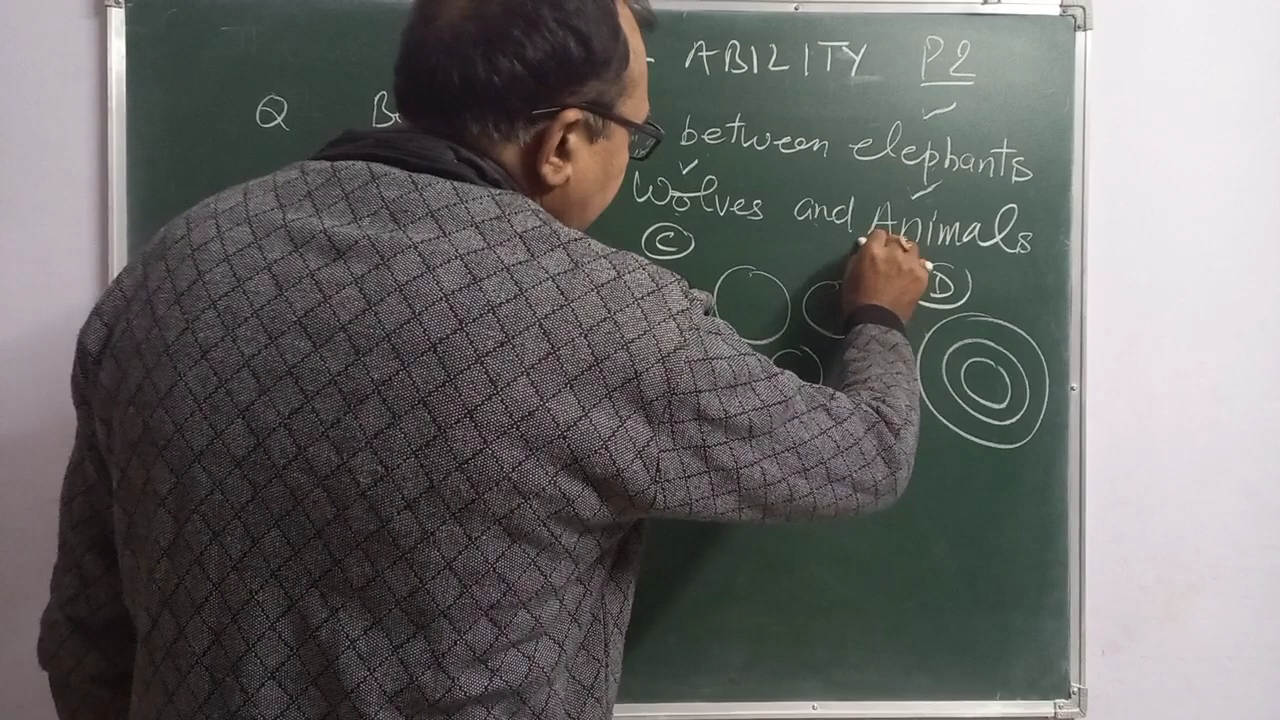 - ABILITY P2
Q
between elephants
Wolves and Animals
C
D